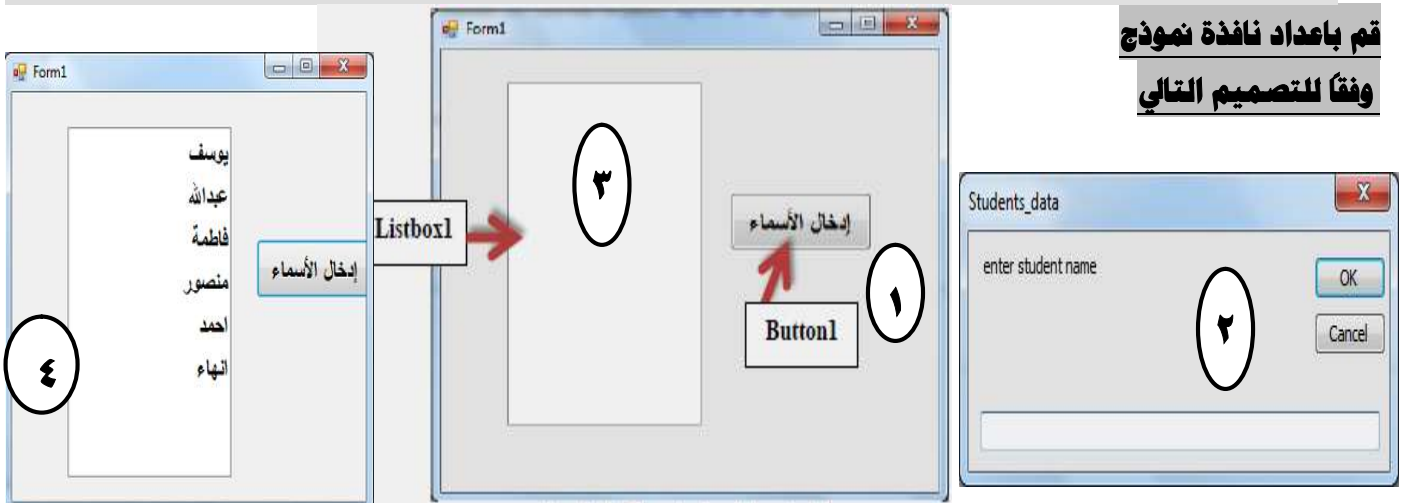 قم باعداد نافذة نموذج
وفقاً للتصميم التالي
Form1
إدخال الأسماء
Button1
١
Listbox1
٣
Students_data
enter student name
OK
Cancel
٢
Form1
يوسف
عبدالله
فاطمة
منصور
احمد
انهاء
إدخال الأسماء
٤